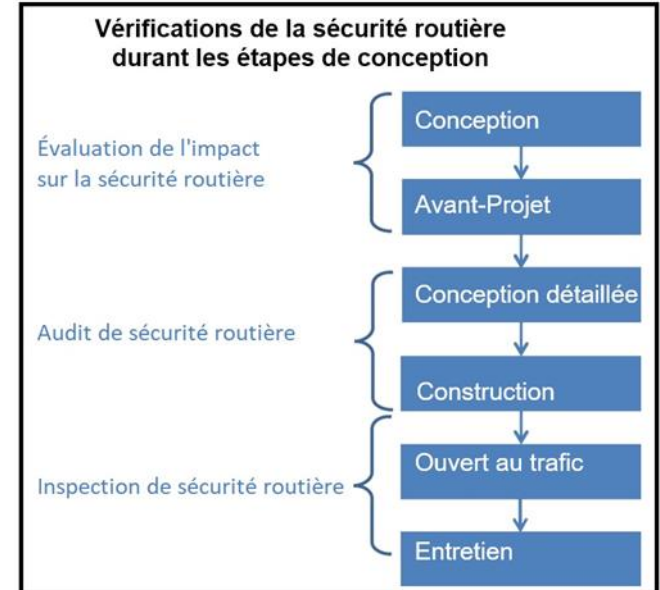 Vérifications de la sécurité routière
durant les étapes de conception
Évaluation de l'impact
sur la sécurité routière
Conception
Avant-Projet
Audit de sécurité routière
Conception détaillée
Construction
Inspection de sécurité routière
Ouvert au trafic
Entretien